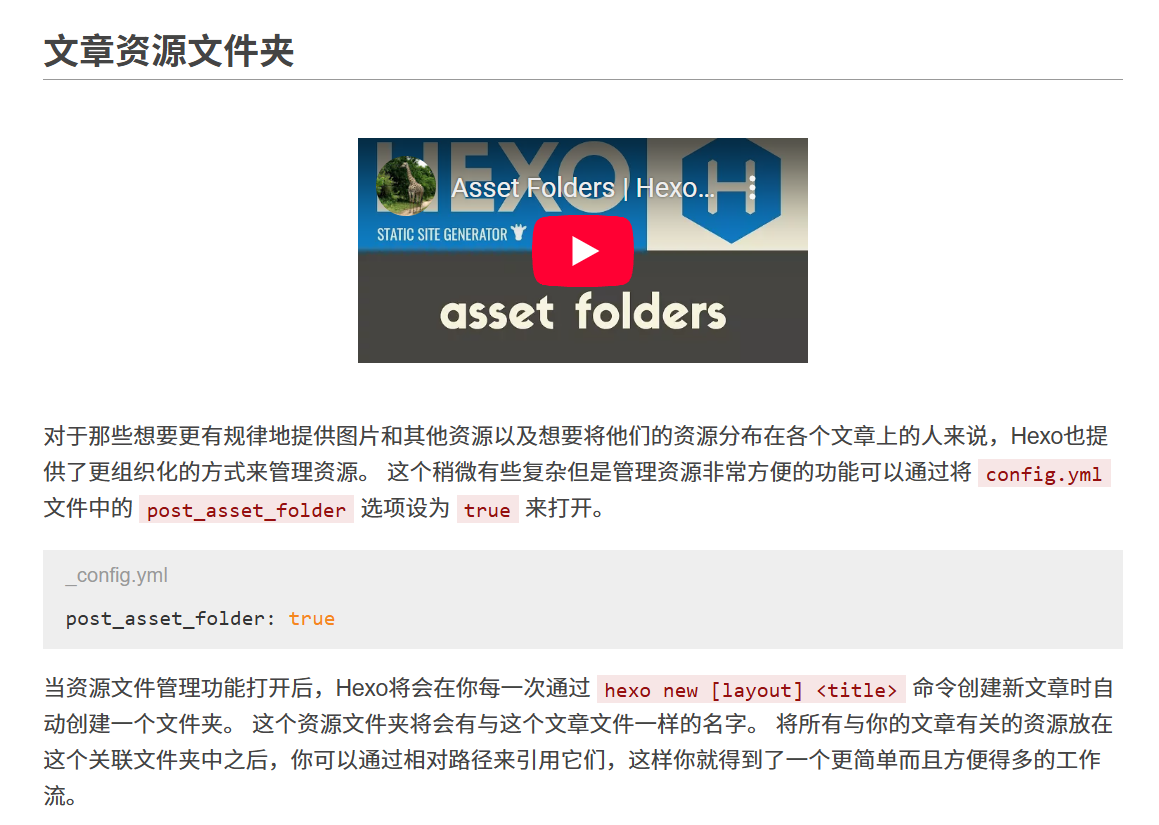 文章资源文件夹
HEXO
Asset Folders | Hexo...
STATIC SITE GENERATOR
asset folders
对于那些想要更有规律地提供图片和其他资源以及想要将他们的资源分布在各个文章上的人来说，Hexo也提
供了更组织化的方式来管理资源。 这个稍微有些复杂但是管理资源非常方便的功能可以通过将 config.yml
文件中的 post_asset_folder 选项设为 true 来打开。
_config.yml
post_asset_folder: true
当资源文件管理功能打开后，Hexo将会在你每一次通过 hexo new [layout] <title> 命令创建新文章时自
动创建一个文件夹。 这个资源文件夹将会有与这个文章文件一样的名字。 将所有与你的文章有关的资源放在
这个关联文件夹中之后，你可以通过相对路径来引用它们，这样你就得到了一个更简单而且方便得多的工作
流。